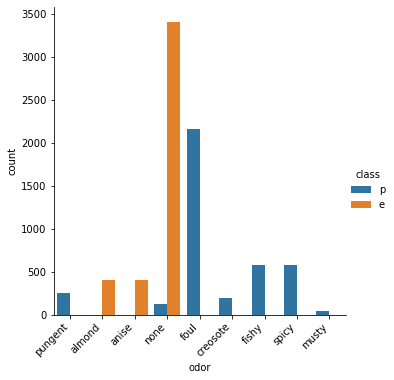 3500
3000
2500
2000
1500
1000
500
0
count
pungent
almond
anise
none
foul
creosote
fishy
spicy
musty
odor
class
p
e